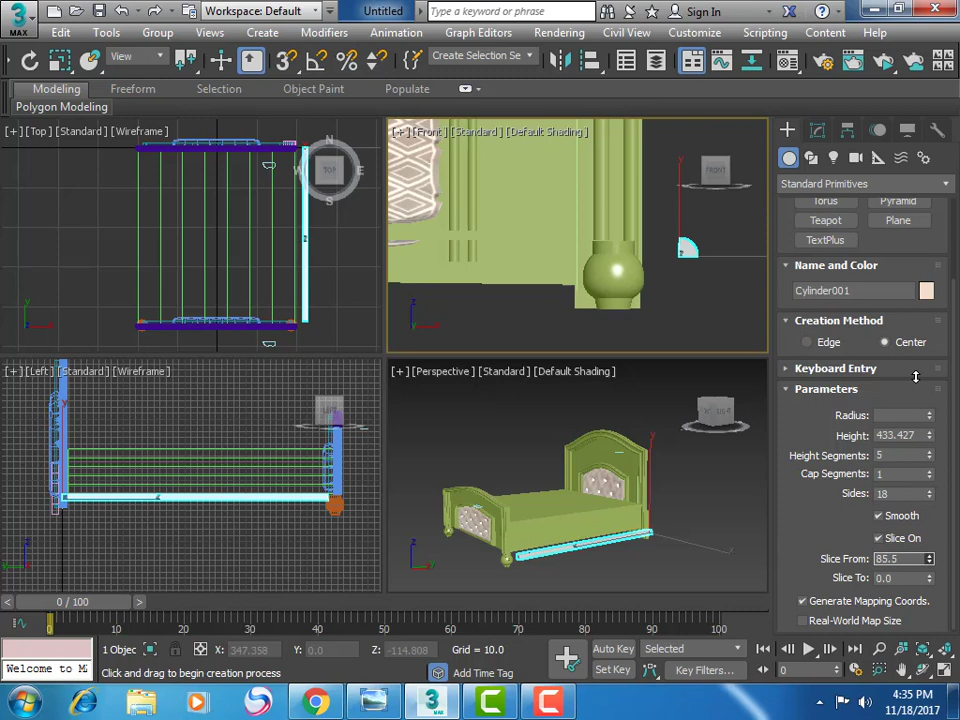 3 MAX Workspace: Default Untitled Type a keyword or phrase Sign In
Edit Tools Group Views Create Modifiers Animation Graph Editors Rendering Civil View Customize Scripting Content Help
View Create Selection Se
Modeling Freeform Selection Object Paint Populate
Polygon Modeling
[+] [Top] [Standard] [Wireframe]
N
TOP
E
S
[+] [Front] [Standard] [Default Shading]
FRONT
[+] [Left] [Standard] [Wireframe]
[+] [Perspective] [Standard] [Default Shading]
Standard Primitives
Torus Pyramid
Teapot Plane
TextPlus
Name and Color
Cylinder001
Creation Method
Edge Center
Keyboard Entry
Parameters
Radius:
Height: 433.427
Height Segments: 5
Cap Segments: 1
Sides: 18
Smooth
Slice On
Slice From: 85.5
Slice To: 0.0
Generate Mapping Coords.
Real-World Map Size
< 0 / 100 >
0 10 20 30 40 50 60 70 80 90 100
1 Objec X: 347.358 Y: 0.0 Z: -114.808 Grid = 10.0 Auto Key Selected
Welcome to M Click and drag to begin creation process Add Time Tag Set Key Key Filters... 0
4:35 PM
11/18/2017